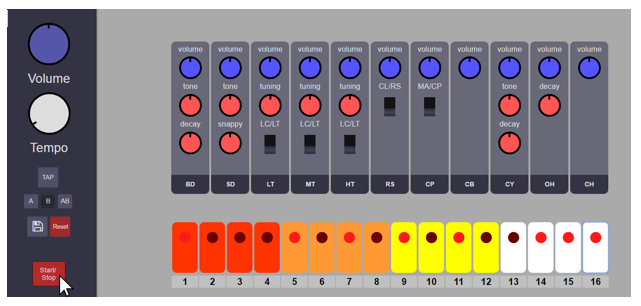 volume volume volume volume volume volume volume volume volume volume volume
tone tone tuning tuning tuning CL/RS MA/CP tone decay
decay snappy LC/LT LC/LT LC/LT decay
BD SD LT MT HT RS CP CB CY OH CH
Volume
Tempo
TAP
A B AB
Reset
Start/
Stop
1 2 3 4 5 6 7 8 9 10 11 12 13 14 15 16